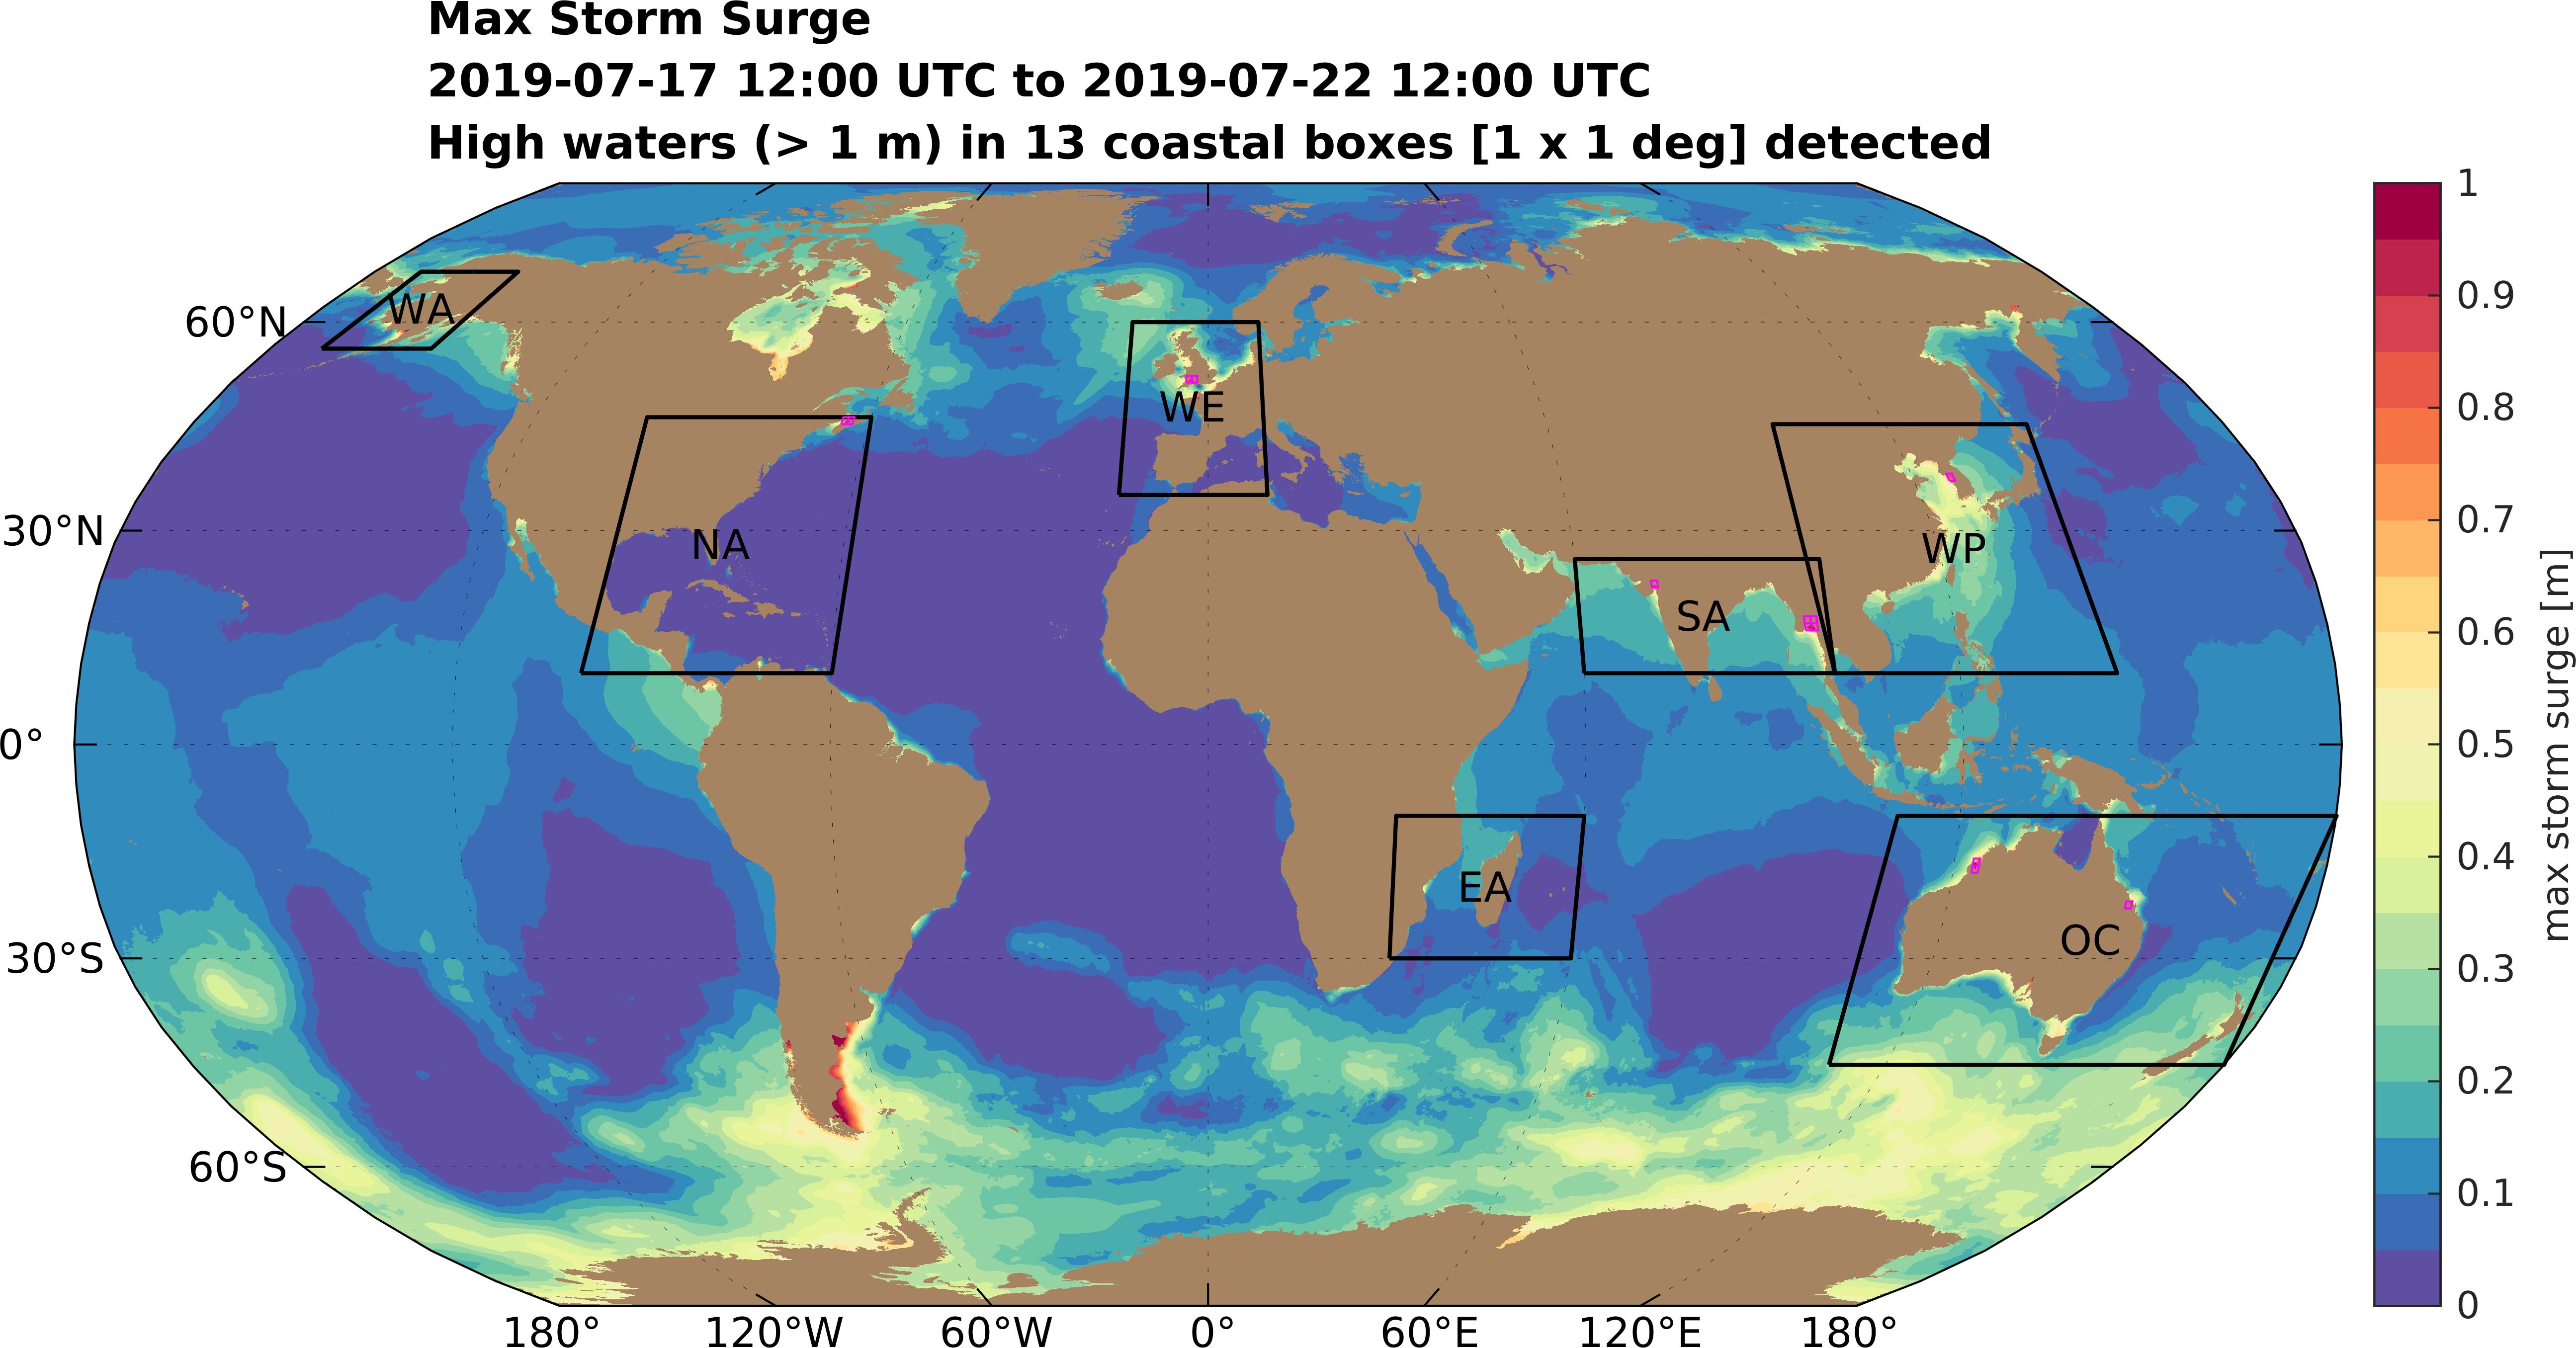 Max Storm Surge
2019-07-17 12:00 UTC to 2019-07-22 12:00 UTC
High waters (> 1 m) in 13 coastal boxes [1 x 1 deg] detected
60°N
30°N
0°
30°S
60°S
WA
WE
NA
WP
SA
EA
OC
180°
120°W
60°W
0°
60°E
120°E
180°
1
0.9
0.8
0.7
0.6
0.5
0.4
0.3
0.2
0.1
0
max storm surge [m]